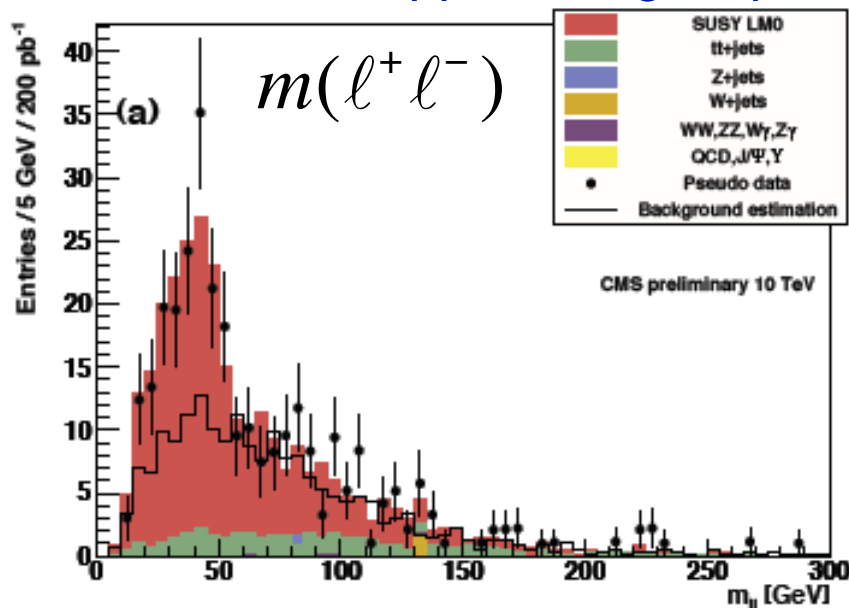 SUSY LM0
tt+jets
Z+jets
W+jets
WW,ZZ,Wγ,Zγ
QCD,J/Ψ,Υ
Pseudo data
Background estimation
m(ℓ⁺ℓ⁻)
(a)
CMS preliminary 10 TeV
Entries / 5 GeV / 200 pb⁻¹
40
35
30
25
20
15
10
5
0
0 50 100 150 200 250 300
m_ll [GeV]